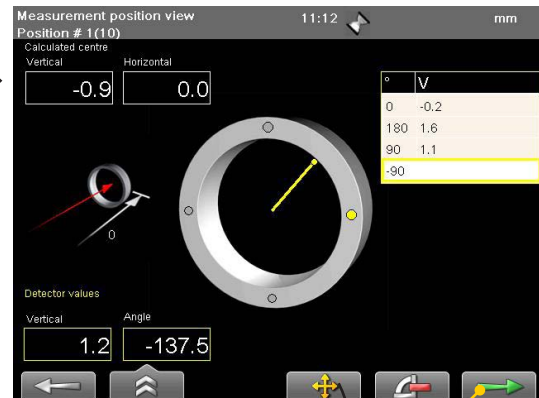 Measurement position view 11:12 mm
Position # 1(10)
Calculated centre
Vertical Horizontal
-0.9 0.0
° V
0 -0.2
180 1.6
90 1.1
-90
0
Detector values
Vertical Angle
1.2 -137.5